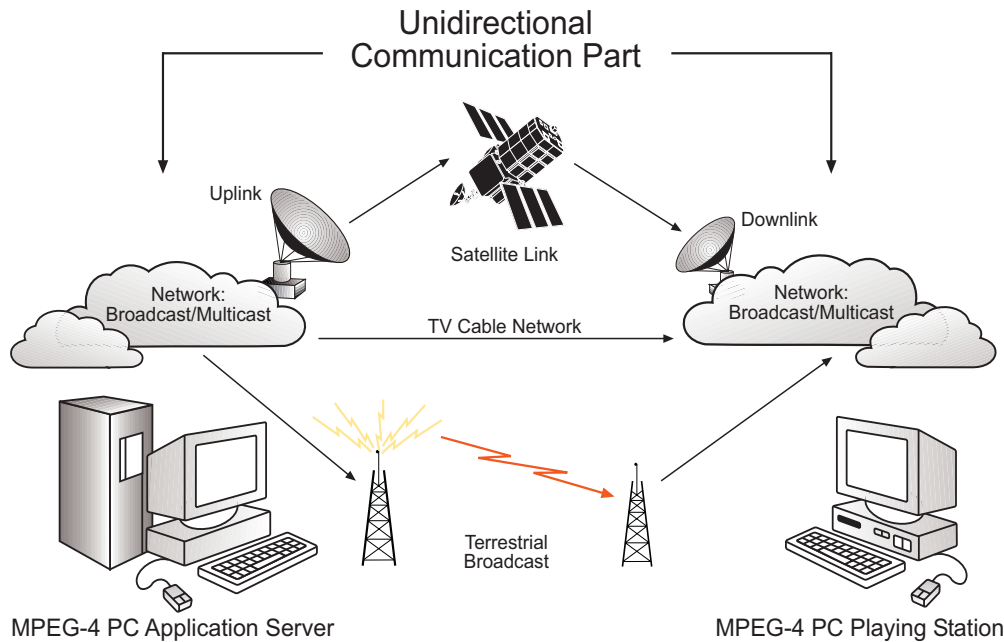 Unidirectional
Communication Part
Uplink
Satellite Link
Downlink
Network:
Broadcast/Multicast
Network:
Broadcast/Multicast
TV Cable Network
Terrestrial
Broadcast
MPEG-4 PC Application Server
MPEG-4 PC Playing Station